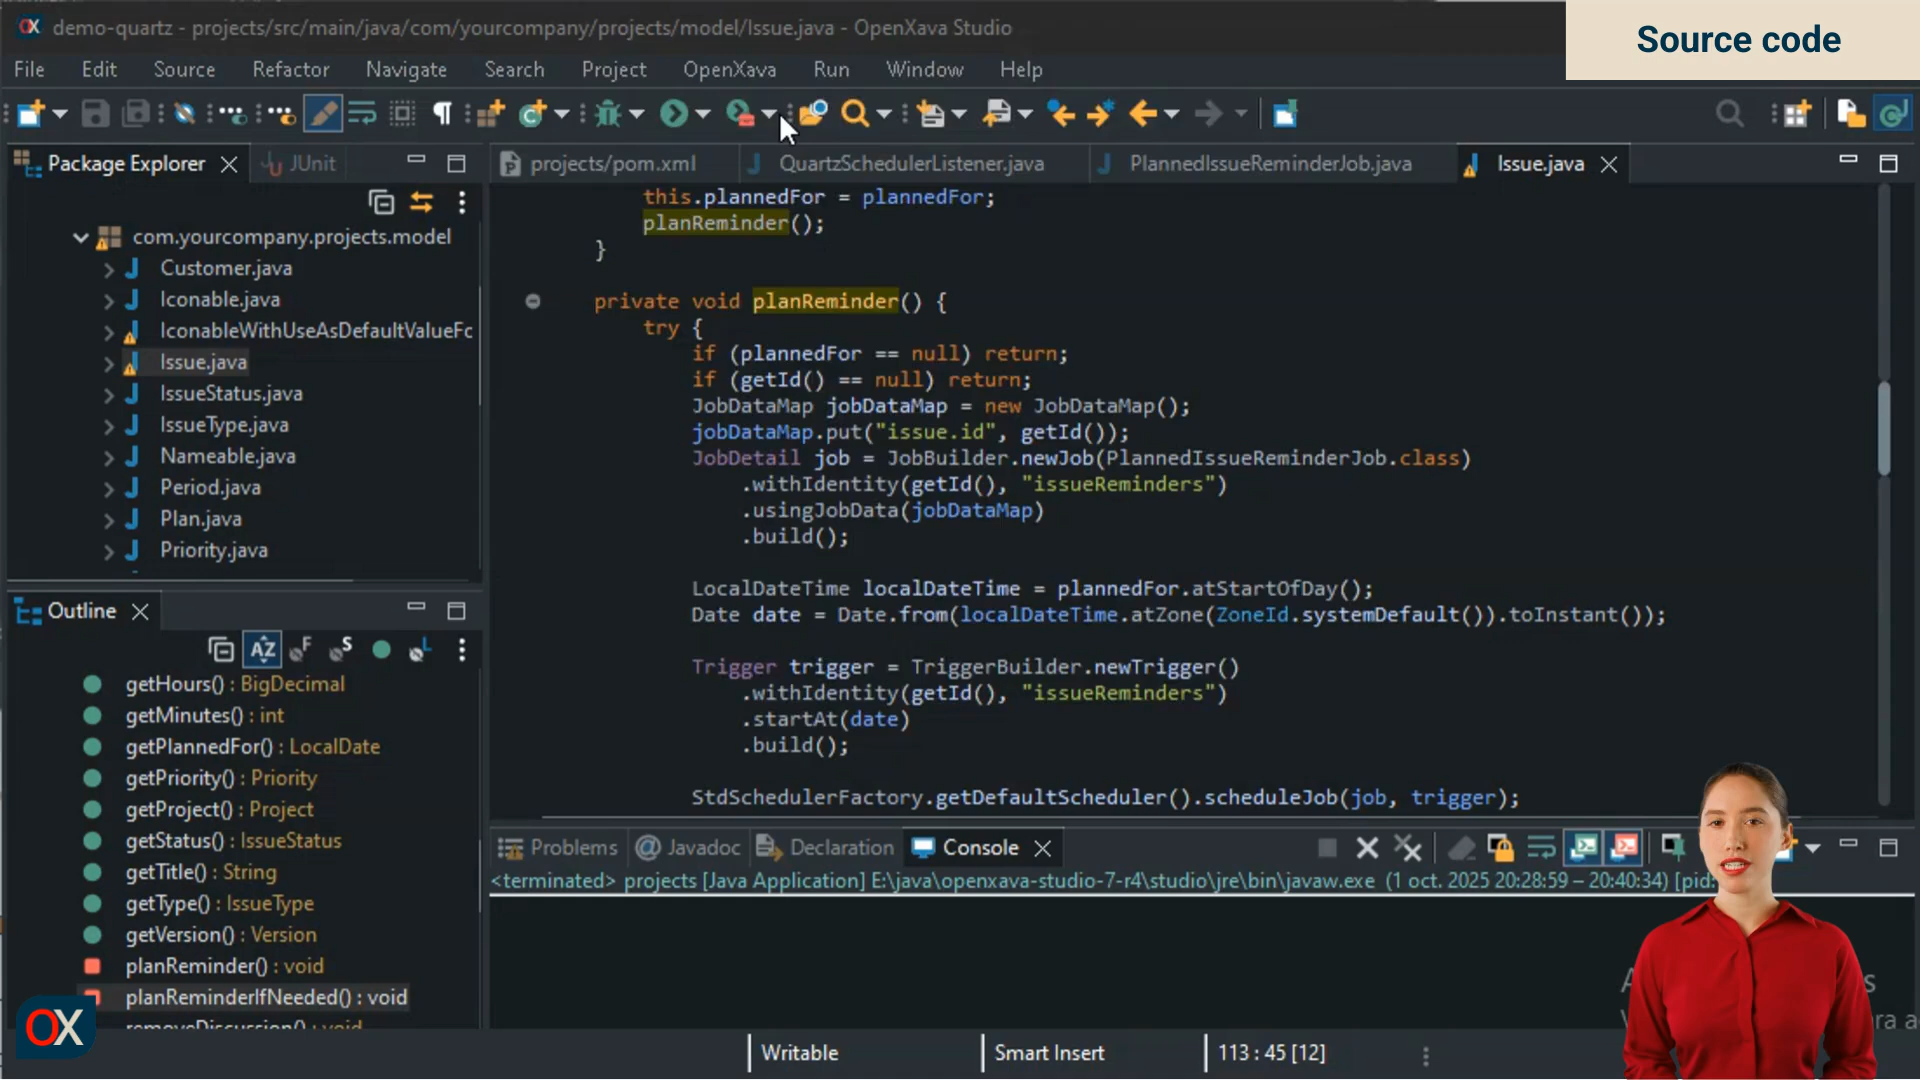 demo-quartz - projects/src/main/java/com/yourcompany/projects/model/Issue.java - OpenXava Studio
Source code
File Edit Source Refactor Navigate Search Project OpenXava Run Window Help
Package Explorer JUnit
projects/pom.xml QuartzSchedulerListener.java PlannedIssueReminderJob.java Issue.java
com.yourcompany.projects.model
Customer.java
Iconable.java
IconableWithUseAsDefaultValueFc
Issue.java
IssueStatus.java
IssueType.java
Nameable.java
Period.java
Plan.java
Priority.java
this.plannedFor = plannedFor;
planReminder();
}
private void planReminder() {
try {
if (plannedFor == null) return;
if (getId() == null) return;
JobDataMap jobDataMap = new JobDataMap();
jobDataMap.put("issue.id", getId());
JobDetail job = JobBuilder.newJob(PlannedIssueReminderJob.class)
.withIdentity(getId(), "issueReminders")
.usingJobData(jobDataMap)
.build();
LocalDateTime localDateTime = plannedFor.atStartOfDay();
Date date = Date.from(localDateTime.atZone(ZoneId.systemDefault()).toInstant());
Trigger trigger = TriggerBuilder.newTrigger()
.withIdentity(getId(), "issueReminders")
.startAt(date)
.build();
StdSchedulerFactory.getDefaultScheduler().scheduleJob(job, trigger);
Outline
getHours() : BigDecimal
getMinutes() : int
getPlannedFor() : LocalDate
getPriority() : Priority
getProject() : Project
getStatus() : IssueStatus
getTitle() : String
getType() : IssueType
getVersion() : Version
planReminder() : void
planReminderIfNeeded() : void
removeDiscussion() : void
Problems Javadoc Declaration Console
<terminated> projects [Java Application] E:\java\openxava-studio-7-r4\studio\jre\bin\javaw.exe (1 oct. 2025 20:28:59 – 20:40:34) [pid:
OX
Writable Smart Insert 113 : 45 [12]